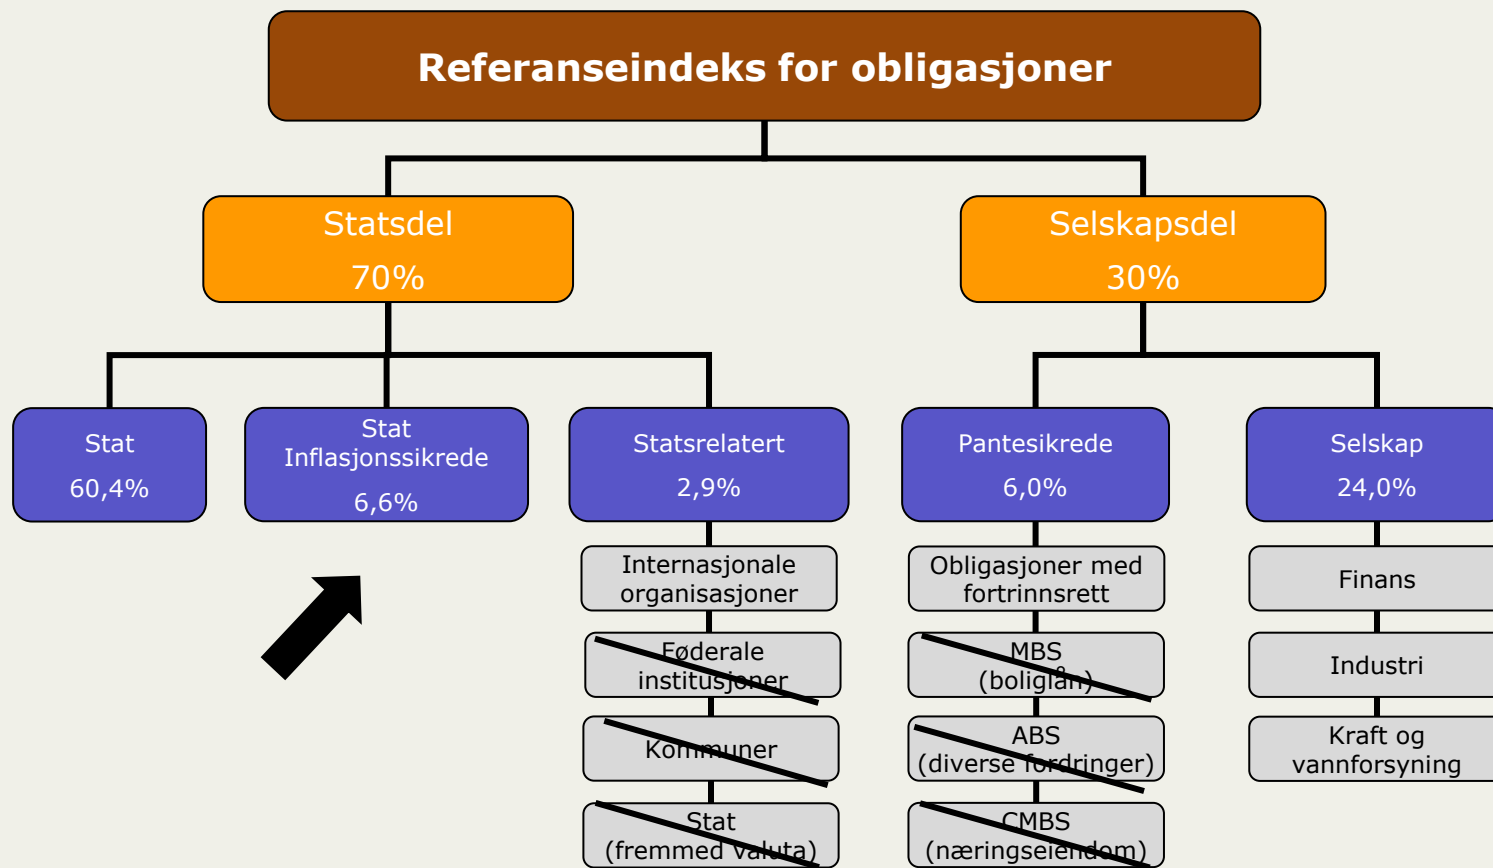 Referanseindeks for obligasjoner
Statsdel
70%
Selskapsdel
30%
Stat
60,4%
Stat
Inflasjonssikrede
6,6%
Statsrelatert
2,9%
Pantesikrede
6,0%
Selskap
24,0%
Internasjonale
organisasjoner
Føderale
institusjoner
Kommuner
Stat
(fremmed valuta)
Obligasjoner med
fortrinnsrett
MBS
(boliglån)
ABS
(diverse fordringer)
CMBS
(næringseiendom)
Finans
Industri
Kraft og
vannforsyning